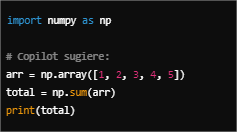 import numpy as np
# Copilot sugiere:
arr = np.array([1, 2, 3, 4, 5])
total = np.sum(arr)
print(total)